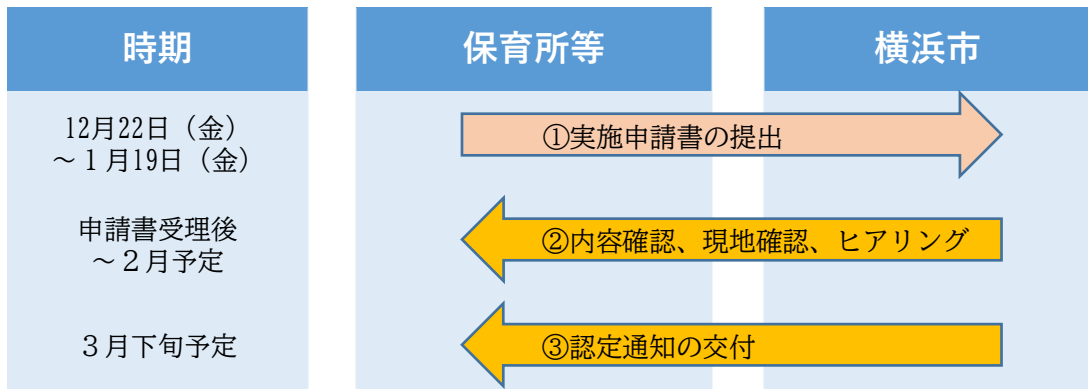 時期
保育所等
横浜市
12月22日（金）
～１月19日（金）
①実施申請書の提出
申請書受理後
～２月予定
②内容確認、現地確認、ヒアリング
３月下旬予定
③認定通知の交付